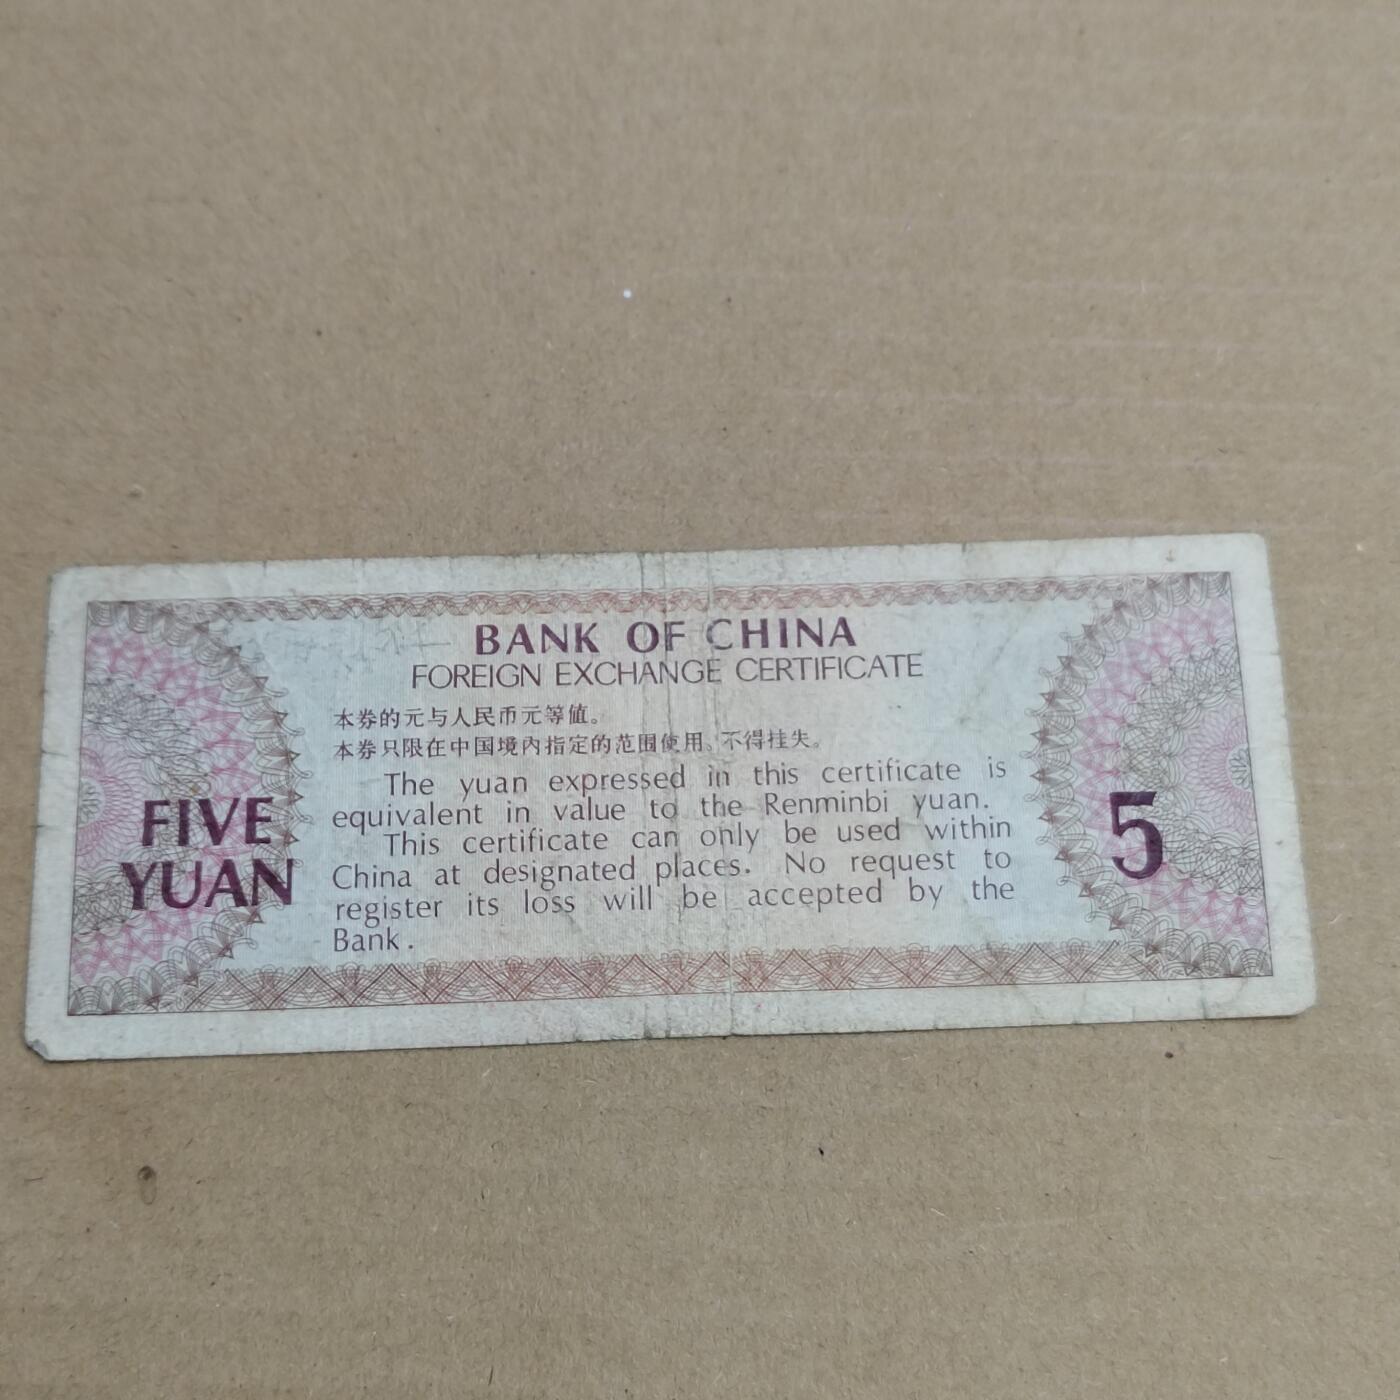 BANK OF CHINA
FOREIGN EXCHANGE CERTIFICATE
本券的元与人民币元等值。
本券只限在中国境内指定的范围使用。不得挂失。
The yuan expressed in this certificate is
equivalent in value to the Renminbi yuan.
This certificate can only be used within
China at designated places. No request to
register its loss will be accepted by the
Bank.
FIVE
YUAN
5